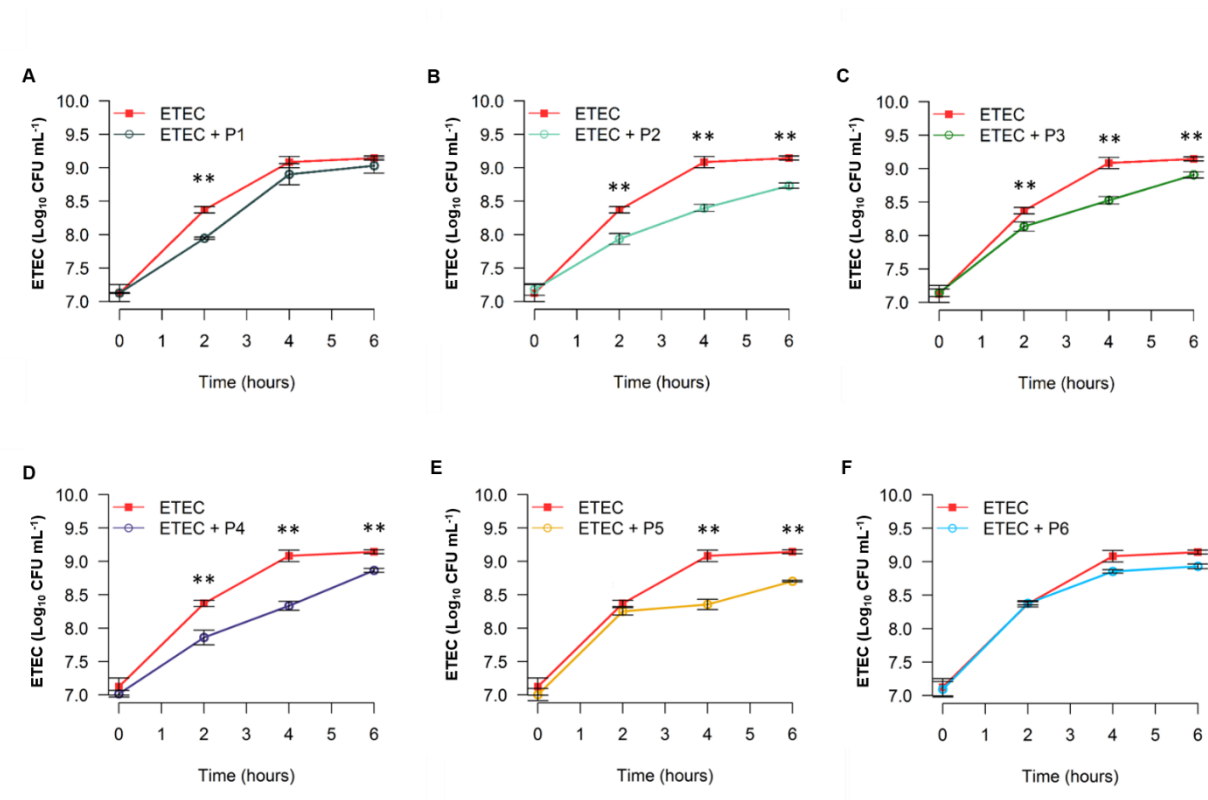 A
10.0
9.5
9.0
8.5
8.0
7.5
7.0
ETEC (Log₁₀ CFU mL⁻¹)
ETEC
ETEC + P1
**
0 1 2 3 4 5 6
Time (hours)
B
10.0
9.5
9.0
8.5
8.0
7.5
7.0
ETEC (Log₁₀ CFU mL⁻¹)
ETEC
ETEC + P2
** ** **
0 1 2 3 4 5 6
Time (hours)
C
10.0
9.5
9.0
8.5
8.0
7.5
7.0
ETEC (Log₁₀ CFU mL⁻¹)
ETEC
ETEC + P3
** ** **
0 1 2 3 4 5 6
Time (hours)
D
10.0
9.5
9.0
8.5
8.0
7.5
7.0
ETEC (Log₁₀ CFU mL⁻¹)
ETEC
ETEC + P4
** ** **
0 1 2 3 4 5 6
Time (hours)
E
10.0
9.5
9.0
8.5
8.0
7.5
7.0
ETEC (Log₁₀ CFU mL⁻¹)
ETEC
ETEC + P5
** **
0 1 2 3 4 5 6
Time (hours)
F
10.0
9.5
9.0
8.5
8.0
7.5
7.0
ETEC (Log₁₀ CFU mL⁻¹)
ETEC
ETEC + P6
0 1 2 3 4 5 6
Time (hours)